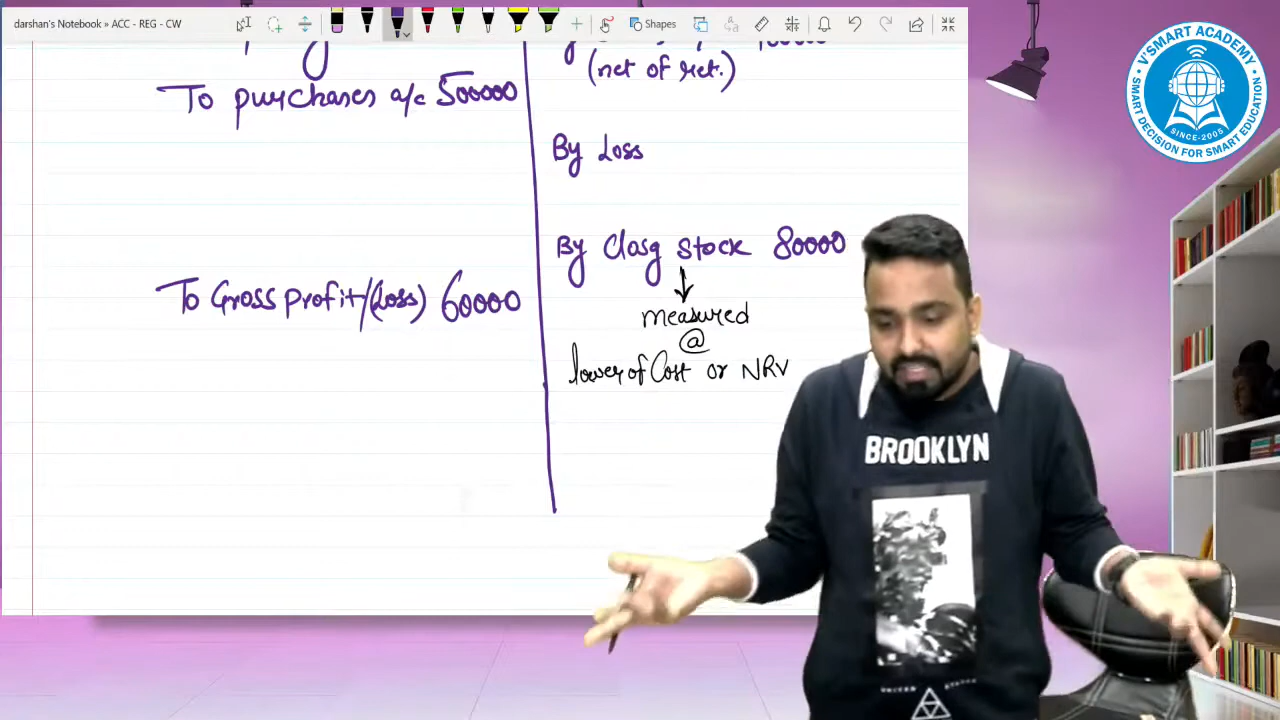 darshan's Notebook » ACC - REG - CW
Shapes
To purchases a/c 500000
To Gross profit/(Loss) 60000
(net of ret.)
By Loss
By Closg stock 80000
measured
@
lower of Cost or NRV
V'SMART ACADEMY
SINCE-2005
SMART DECISION FOR SMART EDUCATION
BROOKLYN
UNITED STATES